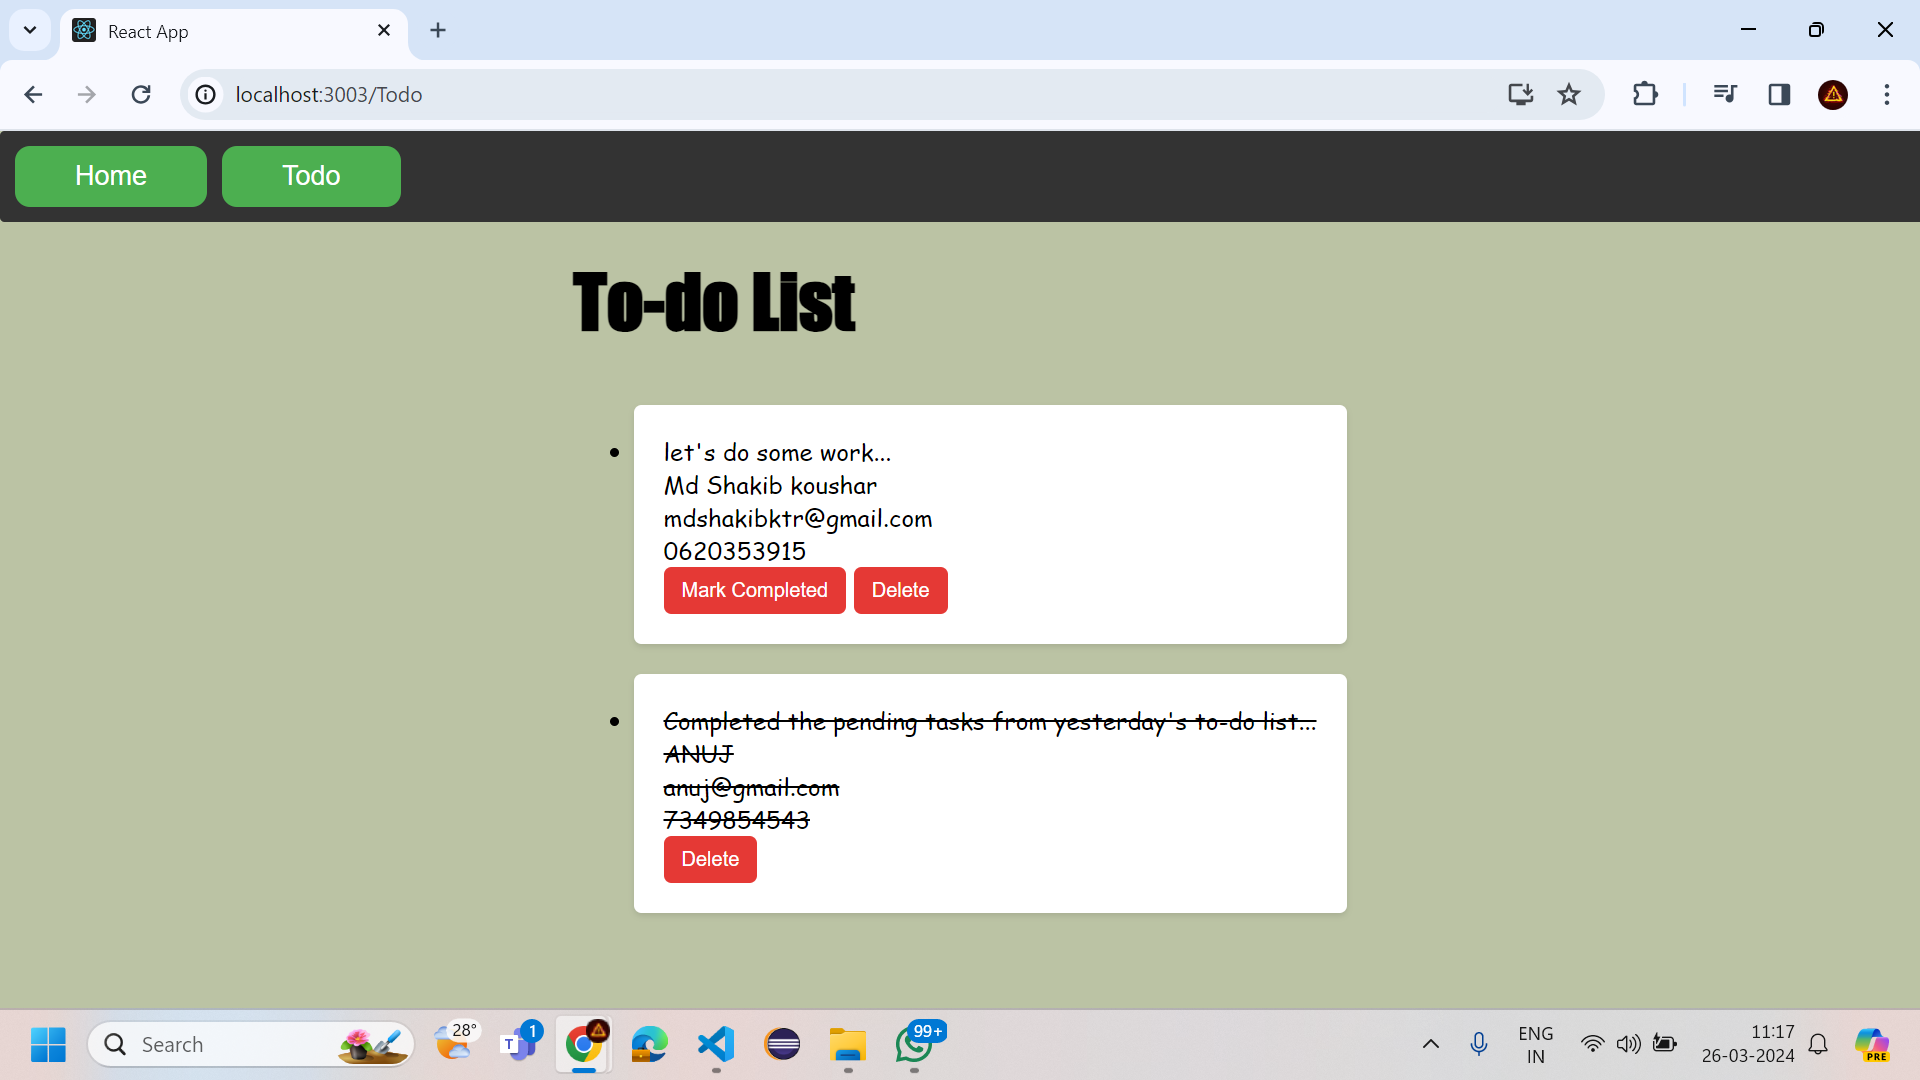 React App
localhost:3003/Todo
Home Todo
To-do List
let's do some work...
Md Shakib koushar
mdshakibktr@gmail.com
0620353915
Mark Completed Delete
Completed the pending tasks from yesterday's to-do list...
ANUJ
anuj@gmail.com
7349854543
Delete
Search 28° T 1 99+ ENG 11:17
IN 26-03-2024 PRE